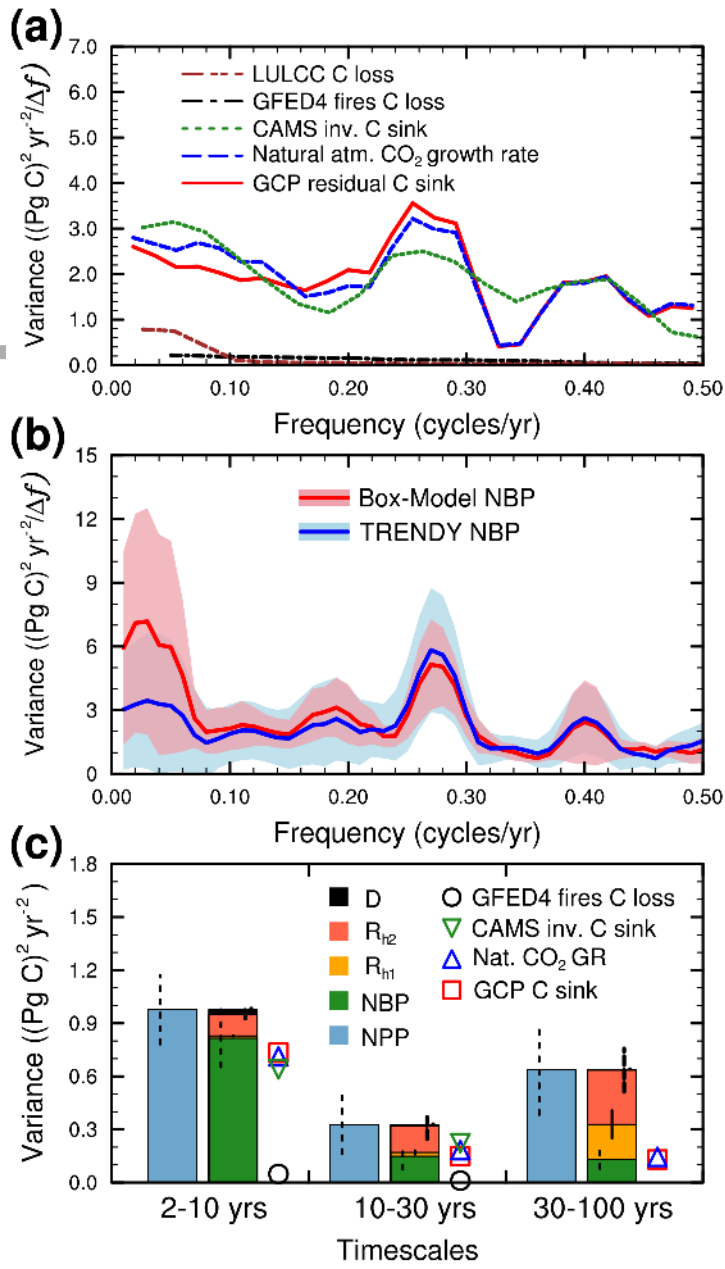 (a)
7.0
6.0
5.0
4.0
3.0
2.0
1.0
0.0
Variance ((Pg C)² yr⁻²/Δf)
LULCC C loss
GFED4 fires C loss
CAMS inv. C sink
Natural atm. CO₂ growth rate
GCP residual C sink
0.00 0.10 0.20 0.30 0.40 0.50
Frequency (cycles/yr)
(b)
15
12
9
6
3
0
Variance ((Pg C)² yr⁻²/Δf)
Box-Model NBP
TRENDY NBP
0.00 0.10 0.20 0.30 0.40 0.50
Frequency (cycles/yr)
(c)
1.8
1.5
1.2
0.9
0.6
0.3
0.0
Variance ((Pg C)² yr⁻²)
D
R_h2
R_h1
NBP
NPP
GFED4 fires C loss
CAMS inv. C sink
Nat. CO₂ GR
GCP C sink
2-10 yrs 10-30 yrs 30-100 yrs
Timescales